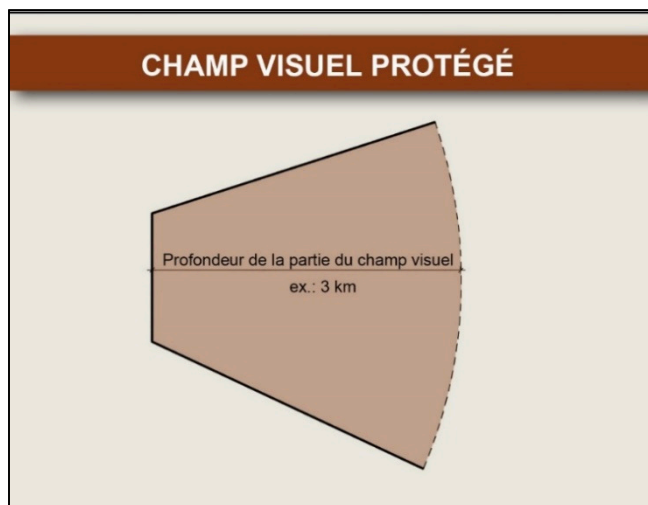 CHAMP VISUEL PROTÉGÉ
Profondeur de la partie du champ visuel
ex.: 3 km